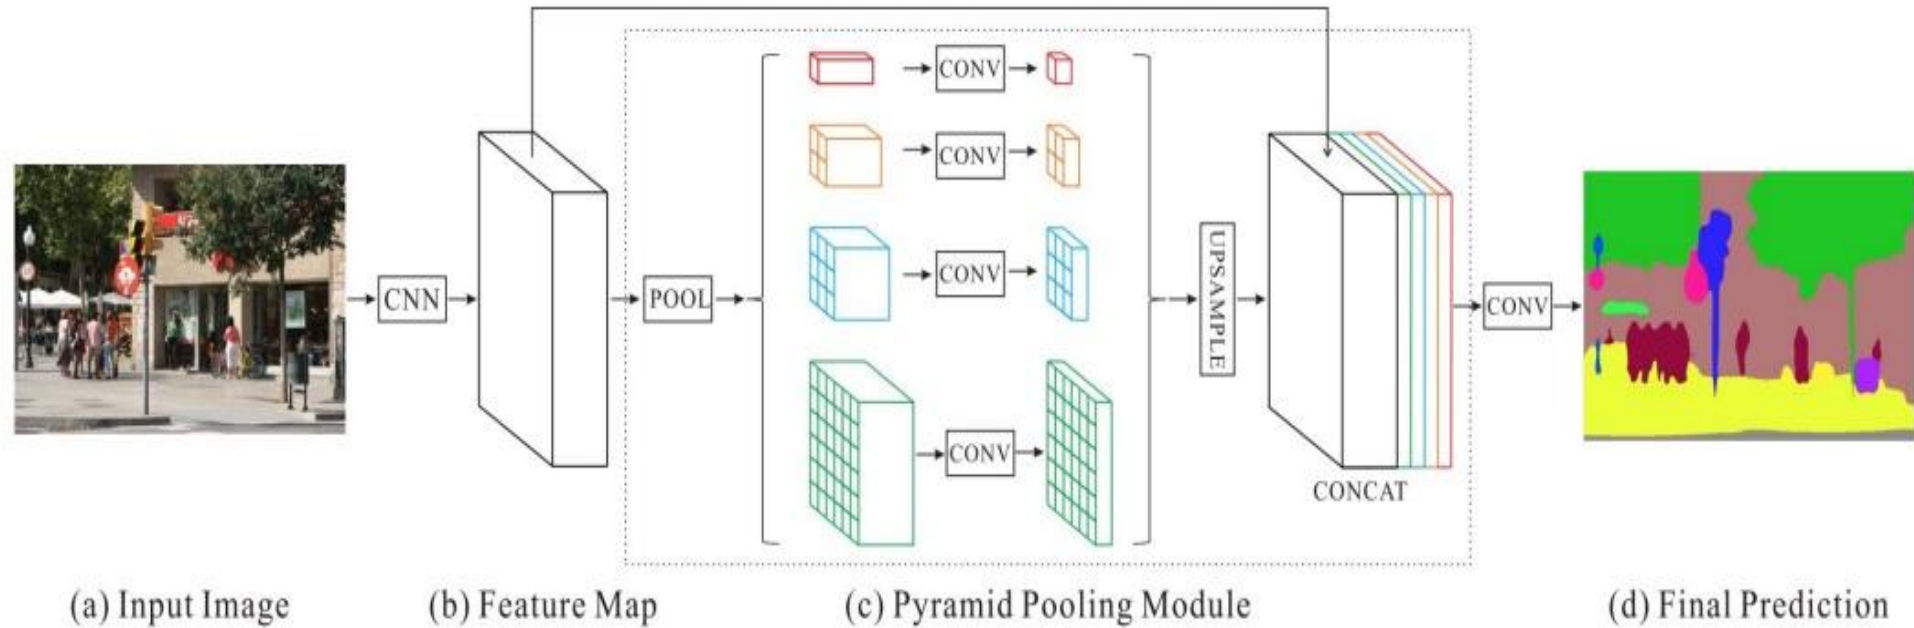 CONV
CONV
CONV
CONV
CNN
POOL
UPSAMPLE
CONCAT
CONV
(a) Input Image
(b) Feature Map
(c) Pyramid Pooling Module
(d) Final Prediction